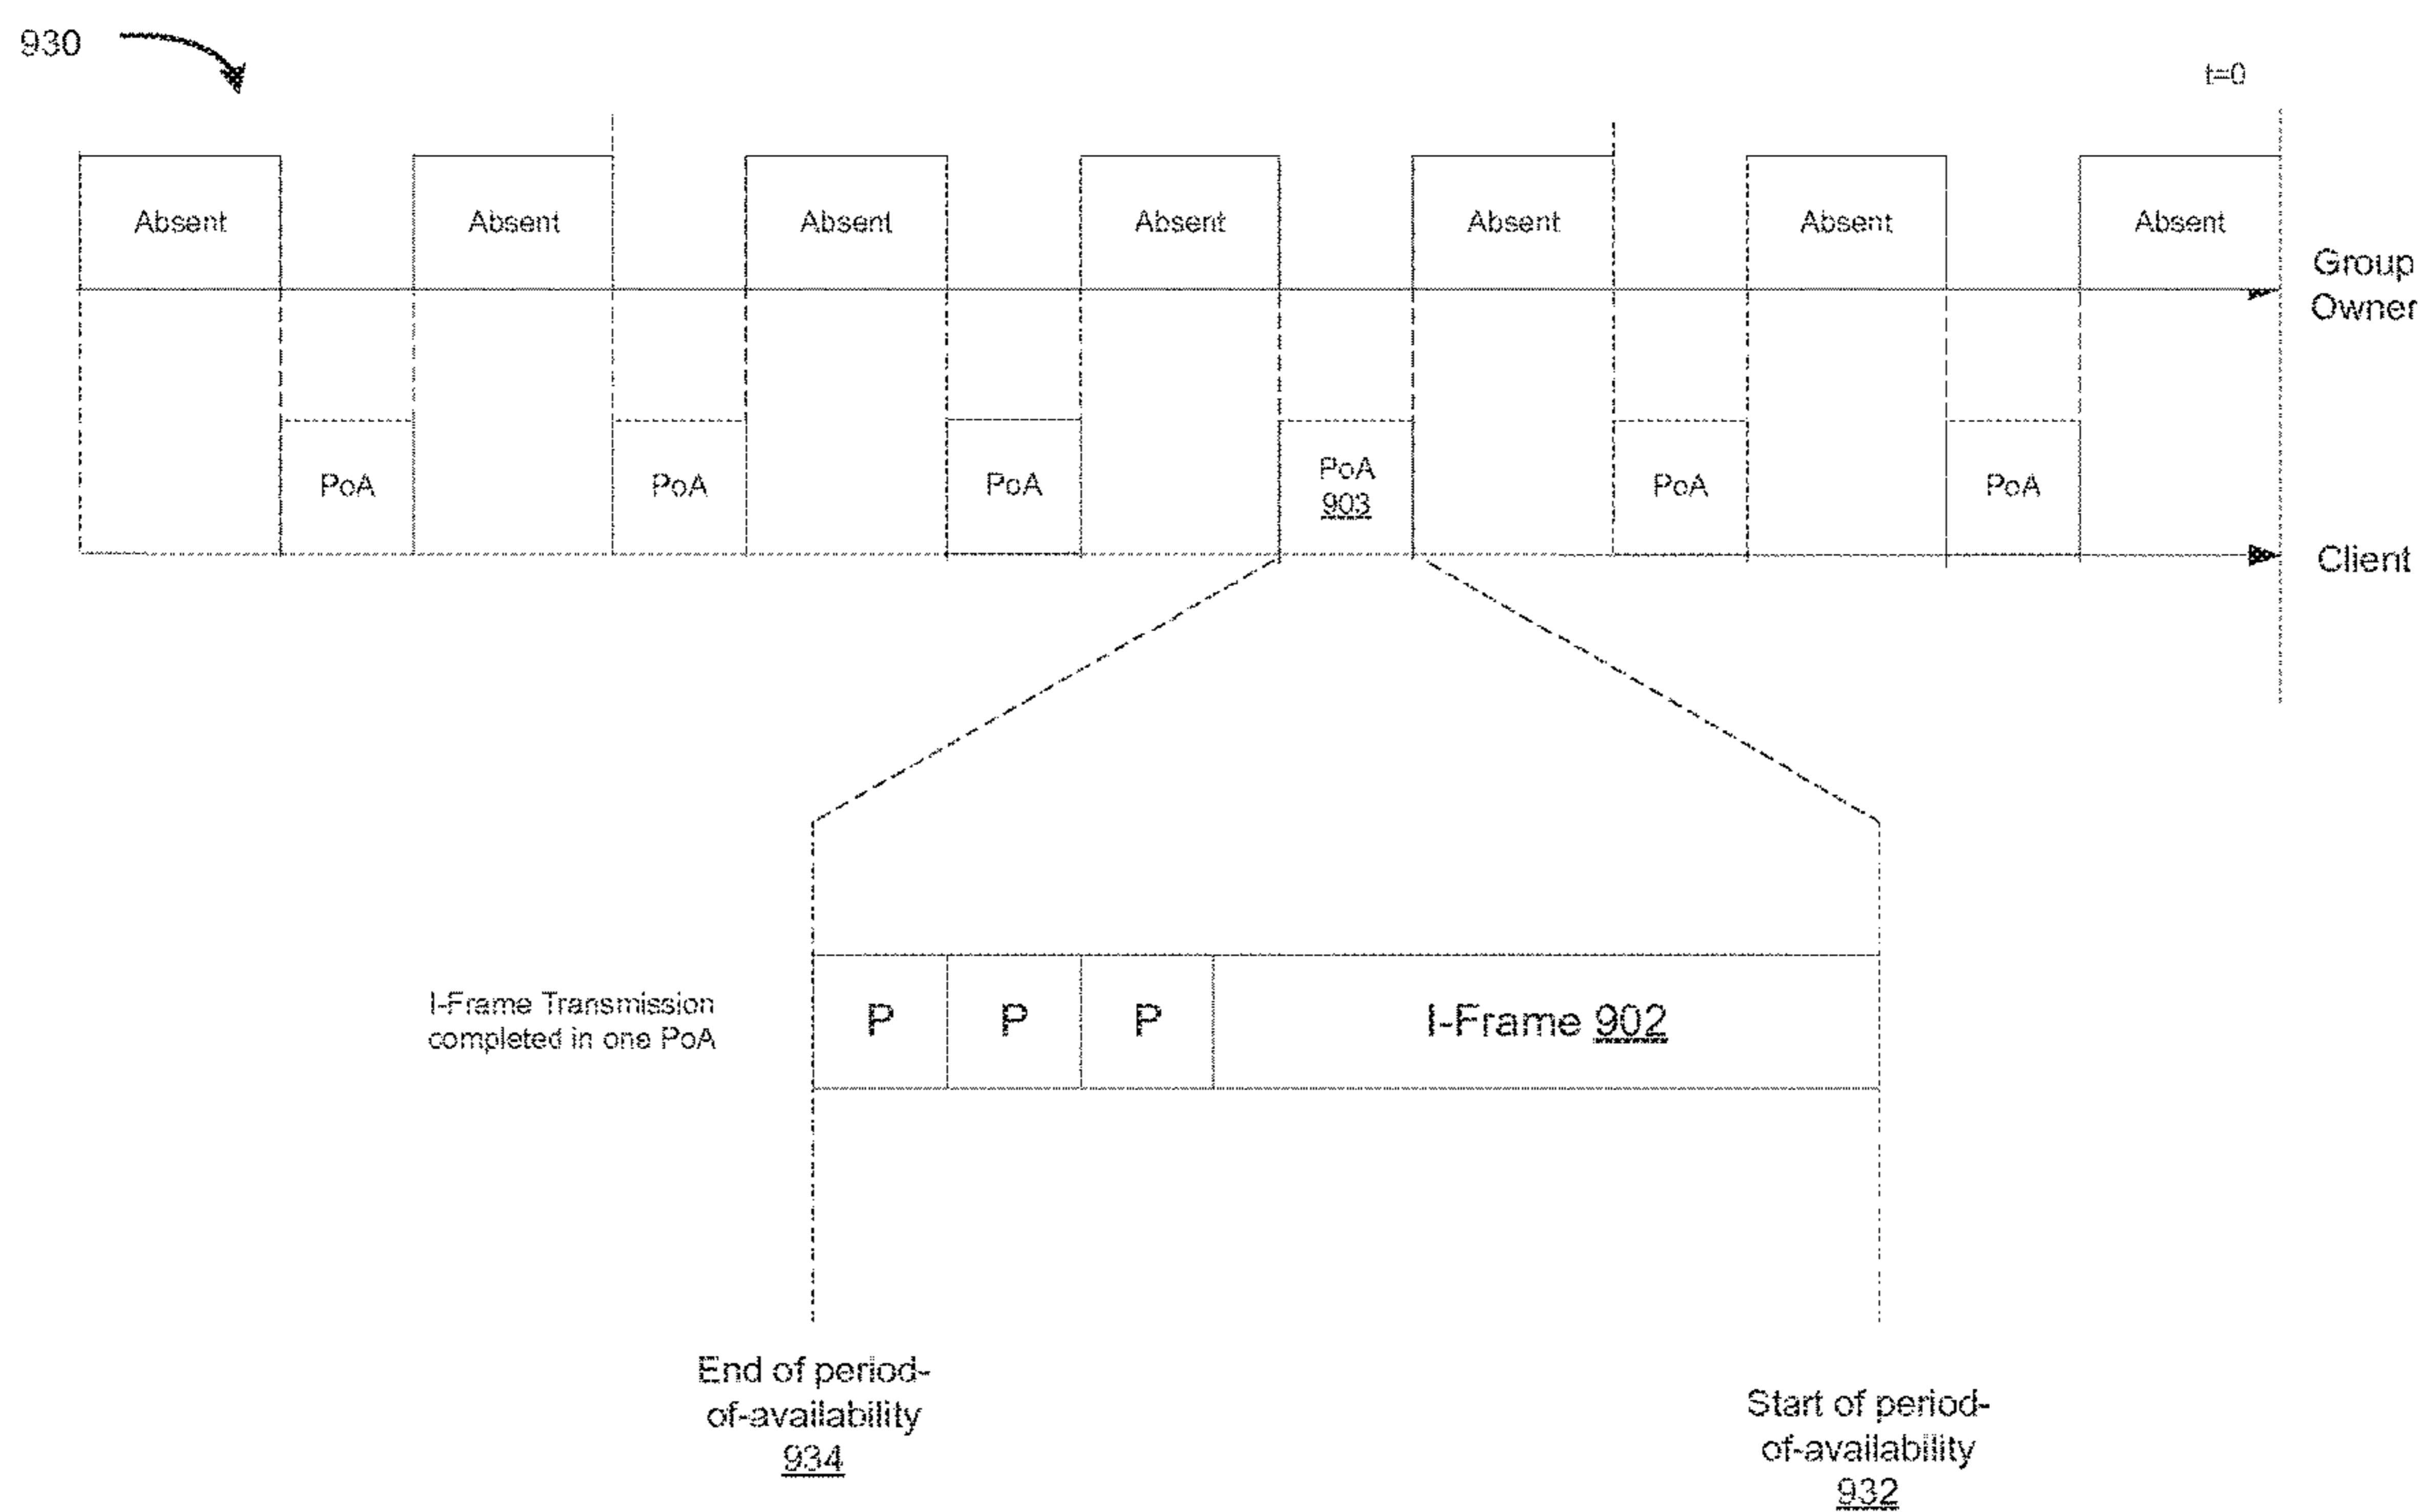 930
t=0
Absent
Absent
Absent
Absent
Absent
Absent
Absent
Group
Owner
PoA
PoA
PoA
PoA
903
PoA
PoA
Client
I-Frame Transmission
completed in one PoA
P
P
P
I-Frame 902
End of period-
of-availability
934
Start of period-
of-availability
932